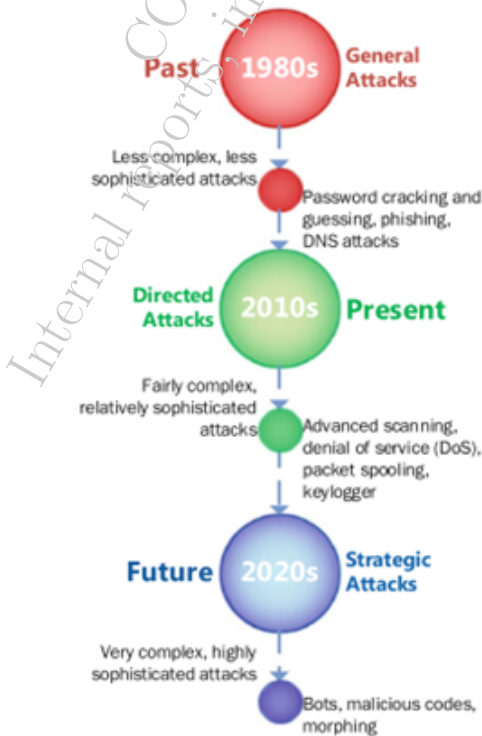 Past
1980s
General
Attacks
Less complex, less
sophisticated attacks
Password cracking and
guessing, phishing,
DNS attacks
Directed
Attacks
2010s
Present
Fairly complex,
relatively sophisticated
attacks
Advanced scanning,
denial of service (DoS),
packet spooling,
keylogger
Future
2020s
Strategic
Attacks
Very complex, highly
sophisticated attacks
Bots, malicious codes,
morphing
Internal reports,